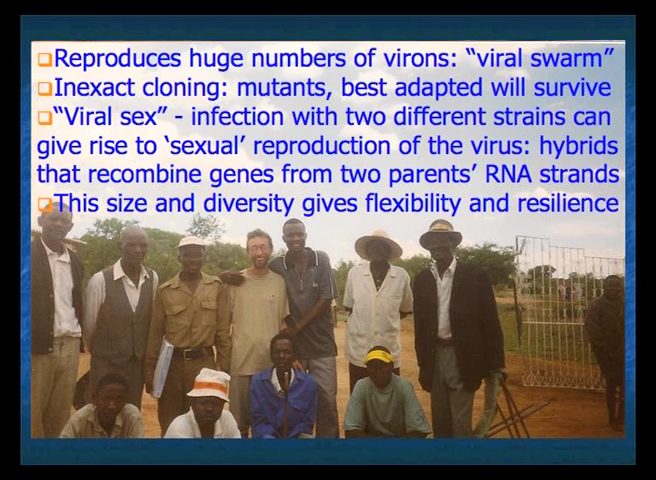 Reproduces huge numbers of virons: “viral swarm”
Inexact cloning: mutants, best adapted will survive
“Viral sex” - infection with two different strains can
give rise to ‘sexual’ reproduction of the virus: hybrids
that recombine genes from two parents’ RNA strands
This size and diversity gives flexibility and resilience